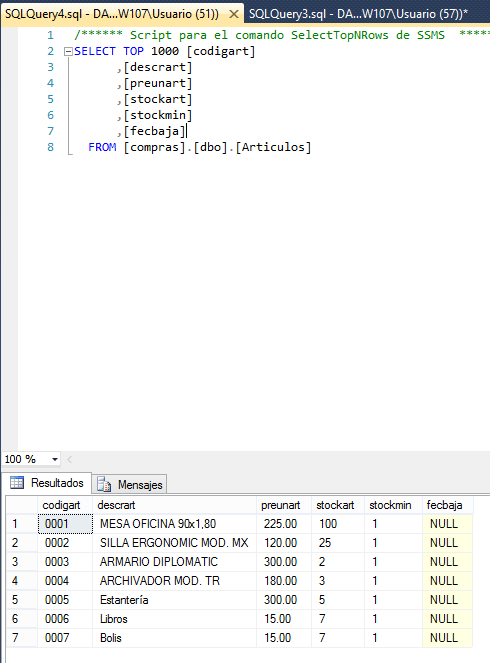 SQLQuery4.sql - DA...W107\Usuario (51)) × SQLQuery3.sql - DA...W107\Usuario (57))*
1 /****** Script para el comando SelectTopNRows de SSMS *****
2 SELECT TOP 1000 [codigart]
3 ,[descrart]
4 ,[preunart]
5 ,[stockart]
6 ,[stockmin]
7 ,[fecbaja]
8 FROM [compras].[dbo].[Articulos]
100 %
Resultados Mensajes
codigart descrart preunart stockart stockmin fecbaja
1 0001 MESA OFICINA 90x1,80 225.00 100 1 NULL
2 0002 SILLA ERGONOMIC MOD. MX 120.00 25 1 NULL
3 0003 ARMARIO DIPLOMATIC 300.00 2 1 NULL
4 0004 ARCHIVADOR MOD. TR 180.00 3 1 NULL
5 0005 Estantería 300.00 5 1 NULL
6 0006 Libros 15.00 7 1 NULL
7 0007 Bolis 15.00 7 1 NULL